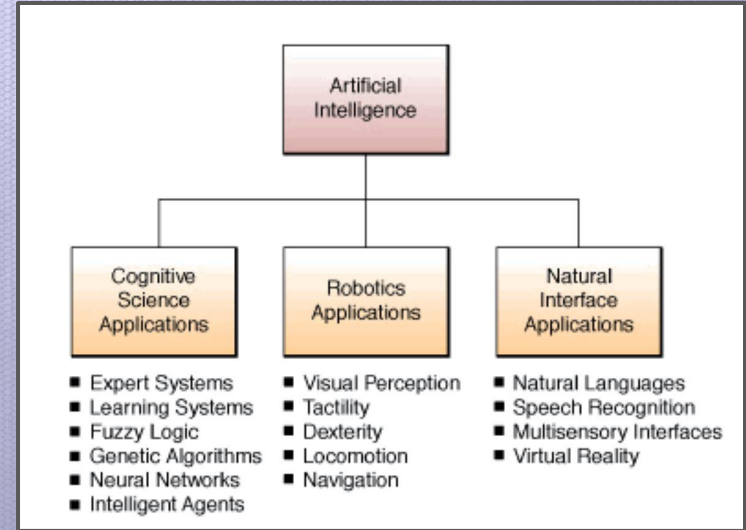 Artificial
Intelligence
Cognitive
Science
Applications
■ Expert Systems
■ Learning Systems
■ Fuzzy Logic
■ Genetic Algorithms
■ Neural Networks
■ Intelligent Agents
Robotics
Applications
■ Visual Perception
■ Tactility
■ Dexterity
■ Locomotion
■ Navigation
Natural
Interface
Applications
■ Natural Languages
■ Speech Recognition
■ Multisensory Interfaces
■ Virtual Reality